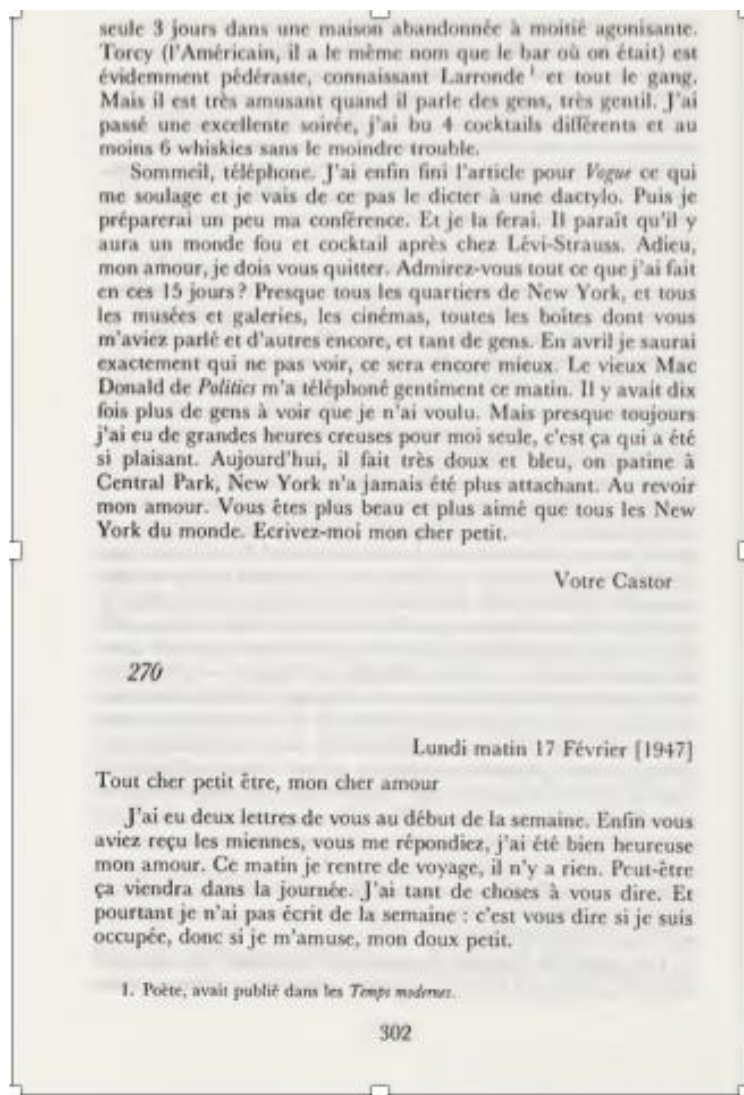 seule 3 jours dans une maison abandonnée à moitié agonisante.
Torcy (l'Américain, il a le même nom que le bar où on était) est
évidemment pédéraste, connaissant Larronde 1 et tout le gang.
Mais il est très amusant quand il parle des gens, très gentil. J'ai
passé une excellente soirée, j'ai bu 4 cocktails différents et au
moins 6 whiskies sans le moindre trouble.
Sommeil, téléphone. J'ai enfin fini l'article pour Vogue ce qui
me soulage et je vais de ce pas le dicter à une dactylo. Puis je
préparerai un peu ma conférence. Et je la ferai. Il paraît qu'il y
aura un monde fou et cocktail après chez Lévi-Strauss. Adieu,
mon amour, je dois vous quitter. Admirez-vous tout ce que j'ai fait
en ces 15 jours? Presque tous les quartiers de New York, et tous
les musées et galeries, les cinémas, toutes les boîtes dont vous
m'aviez parlé et d'autres encore, et tant de gens. En avril je saurai
exactement qui ne pas voir, ce sera encore mieux. Le vieux Mac
Donald de Politics m'a téléphoné gentiment ce matin. Il y avait dix
fois plus de gens à voir que je n'ai voulu. Mais presque toujours
j'ai eu de grandes heures creuses pour moi seule, c'est ça qui a été
si plaisant. Aujourd'hui, il fait très doux et bleu, on patine à
Central Park, New York n'a jamais été plus attachant. Au revoir
mon amour. Vous êtes plus beau et plus aimé que tous les New
York du monde. Ecrivez-moi mon cher petit.
Votre Castor
270
Lundi matin 17 Février [1947]
Tout cher petit être, mon cher amour
J'ai eu deux lettres de vous au début de la semaine. Enfin vous
aviez reçu les miennes, vous me répondiez, j'ai été bien heureuse
mon amour. Ce matin je rentre de voyage, il n'y a rien. Peut-être
ça viendra dans la journée. J'ai tant de choses à vous dire. Et
pourtant je n'ai pas écrit de la semaine : c'est vous dire si je suis
occupée, donc si je m'amuse, mon doux petit.
1. Poète, avait publié dans les Temps modernes.
302